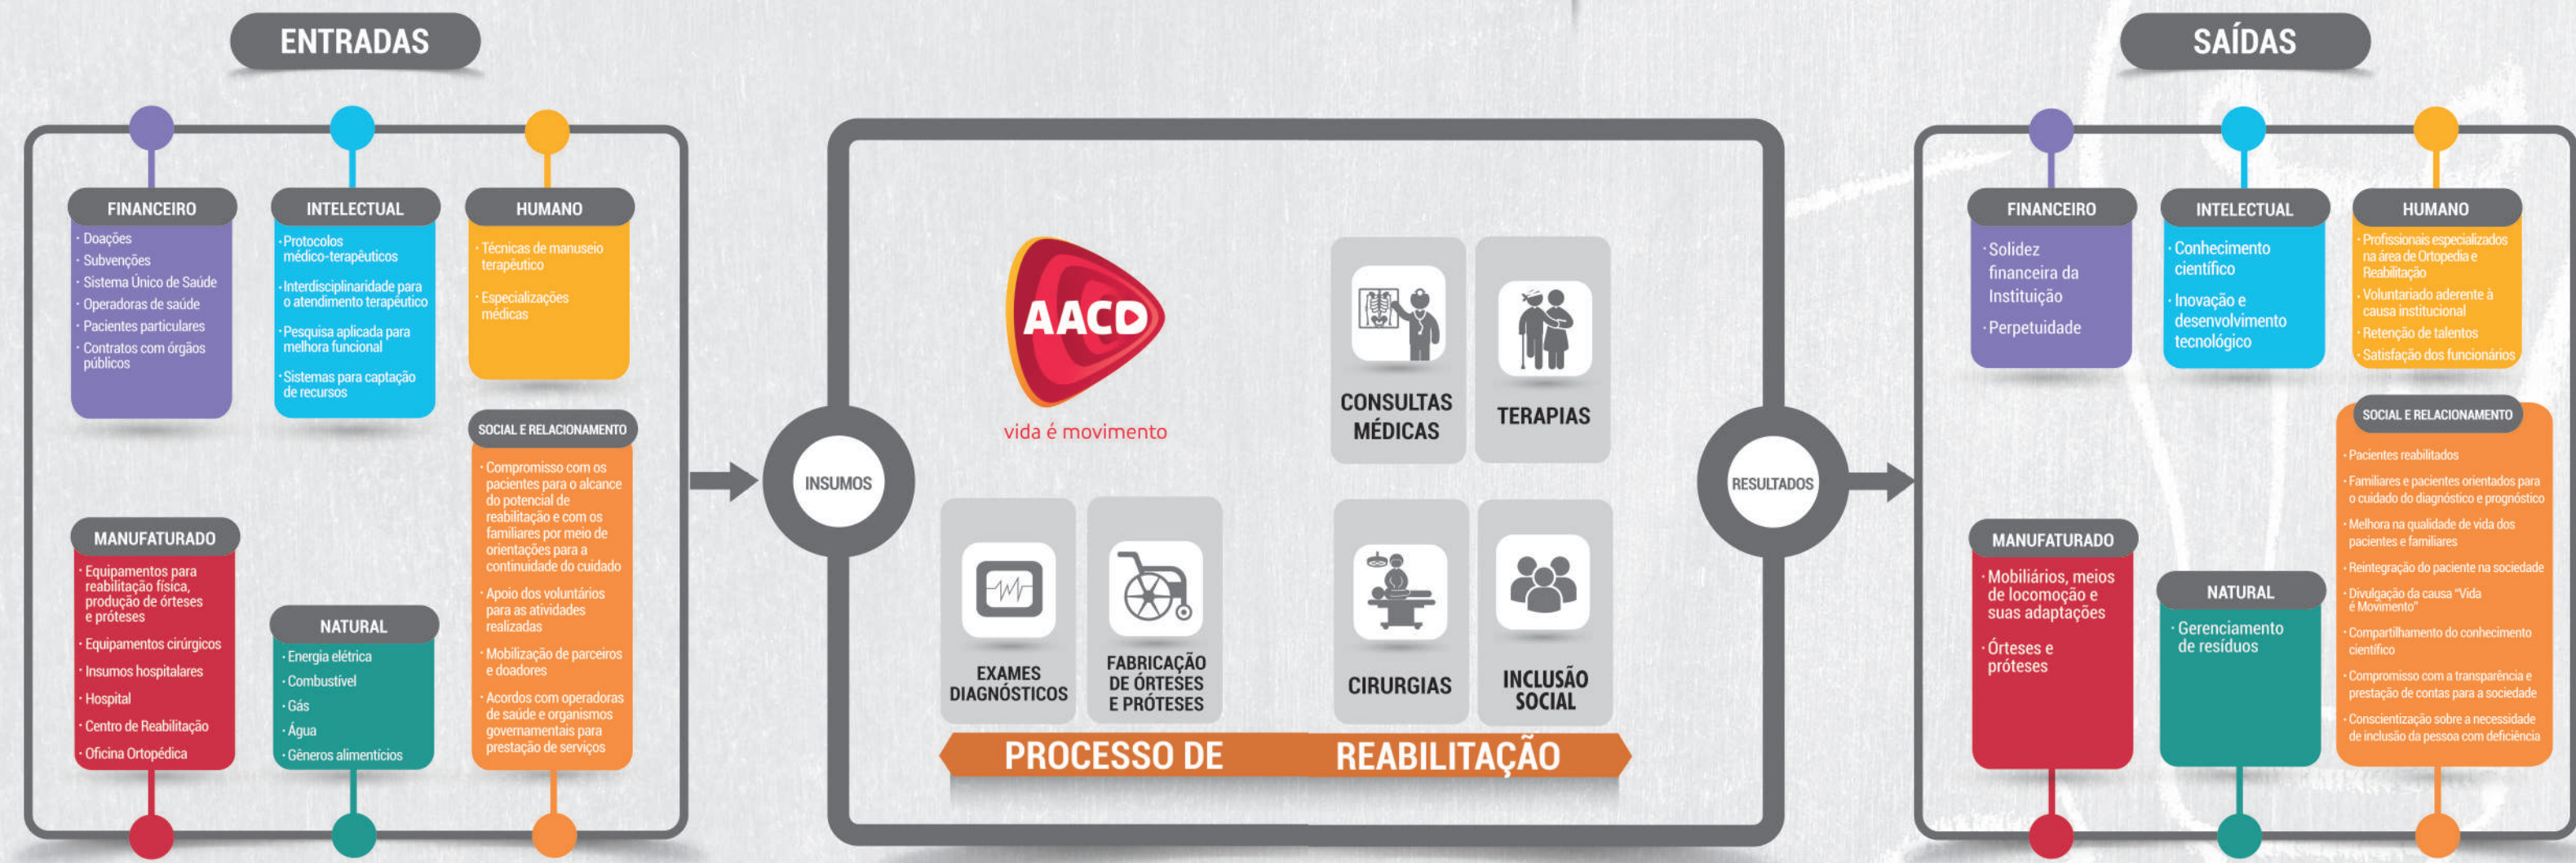 ENTRADAS
FINANCEIRO
· Doações
· Subvenções
· Sistema Único de Saúde
· Operadoras de saúde
· Pacientes particulares
· Contratos com órgãos
públicos
INTELECTUAL
· Protocolos
médico-terapêuticos
· Interdisciplinaridade para
o atendimento terapêutico
· Pesquisa aplicada para
melhora funcional
· Sistemas para captação
de recursos
HUMANO
· Técnicas de manuseio
terapêutico
· Especializações
médicas
MANUFATURADO
· Equipamentos para
reabilitação física,
produção de órteses
e próteses
· Equipamentos cirúrgicos
· Insumos hospitalares
· Hospital
· Centro de Reabilitação
· Oficina Ortopédica
NATURAL
· Energia elétrica
· Combustível
· Gás
· Água
· Gêneros alimentícios
SOCIAL E RELACIONAMENTO
· Compromisso com os
pacientes para o alcance
do potencial de
reabilitação e com os
familiares por meio de
orientações para a
continuidade do cuidado
· Apoio dos voluntários
para as atividades
realizadas
· Mobilização de parceiros
e doadores
· Acordos com operadoras
de saúde e organismos
governamentais para
prestação de serviços
INSUMOS
AACD
vida é movimento
CONSULTAS
MÉDICAS
TERAPIAS
EXAMES
DIAGNÓSTICOS
FABRICAÇÃO
DE ÓRTESES
E PRÓTESES
CIRURGIAS
INCLUSÃO
SOCIAL
PROCESSO DE REABILITAÇÃO
RESULTADOS
SAÍDAS
FINANCEIRO
· Solidez
financeira da
Instituição
· Perpetuidade
INTELECTUAL
· Conhecimento
científico
· Inovação e
desenvolvimento
tecnológico
HUMANO
· Profissionais especializados
na área de Ortopedia e
Reabilitação
· Voluntariado aderente à
causa institucional
· Retenção de talentos
· Satisfação dos funcionários
MANUFATURADO
· Mobiliários, meios
de locomoção e
suas adaptações
· Órteses e
próteses
NATURAL
· Gerenciamento
de resíduos
SOCIAL E RELACIONAMENTO
· Pacientes reabilitados
· Familiares e pacientes orientados para
o cuidado do diagnóstico e prognóstico
· Melhora na qualidade de vida dos
pacientes e familiares
· Reintegração do paciente na sociedade
· Divulgação da causa "Vida
é Movimento"
· Compartilhamento do conhecimento
científico
· Compromisso com a transparência e
prestação de contas para a sociedade
· Conscientização sobre a necessidade
de inclusão da pessoa com deficiência